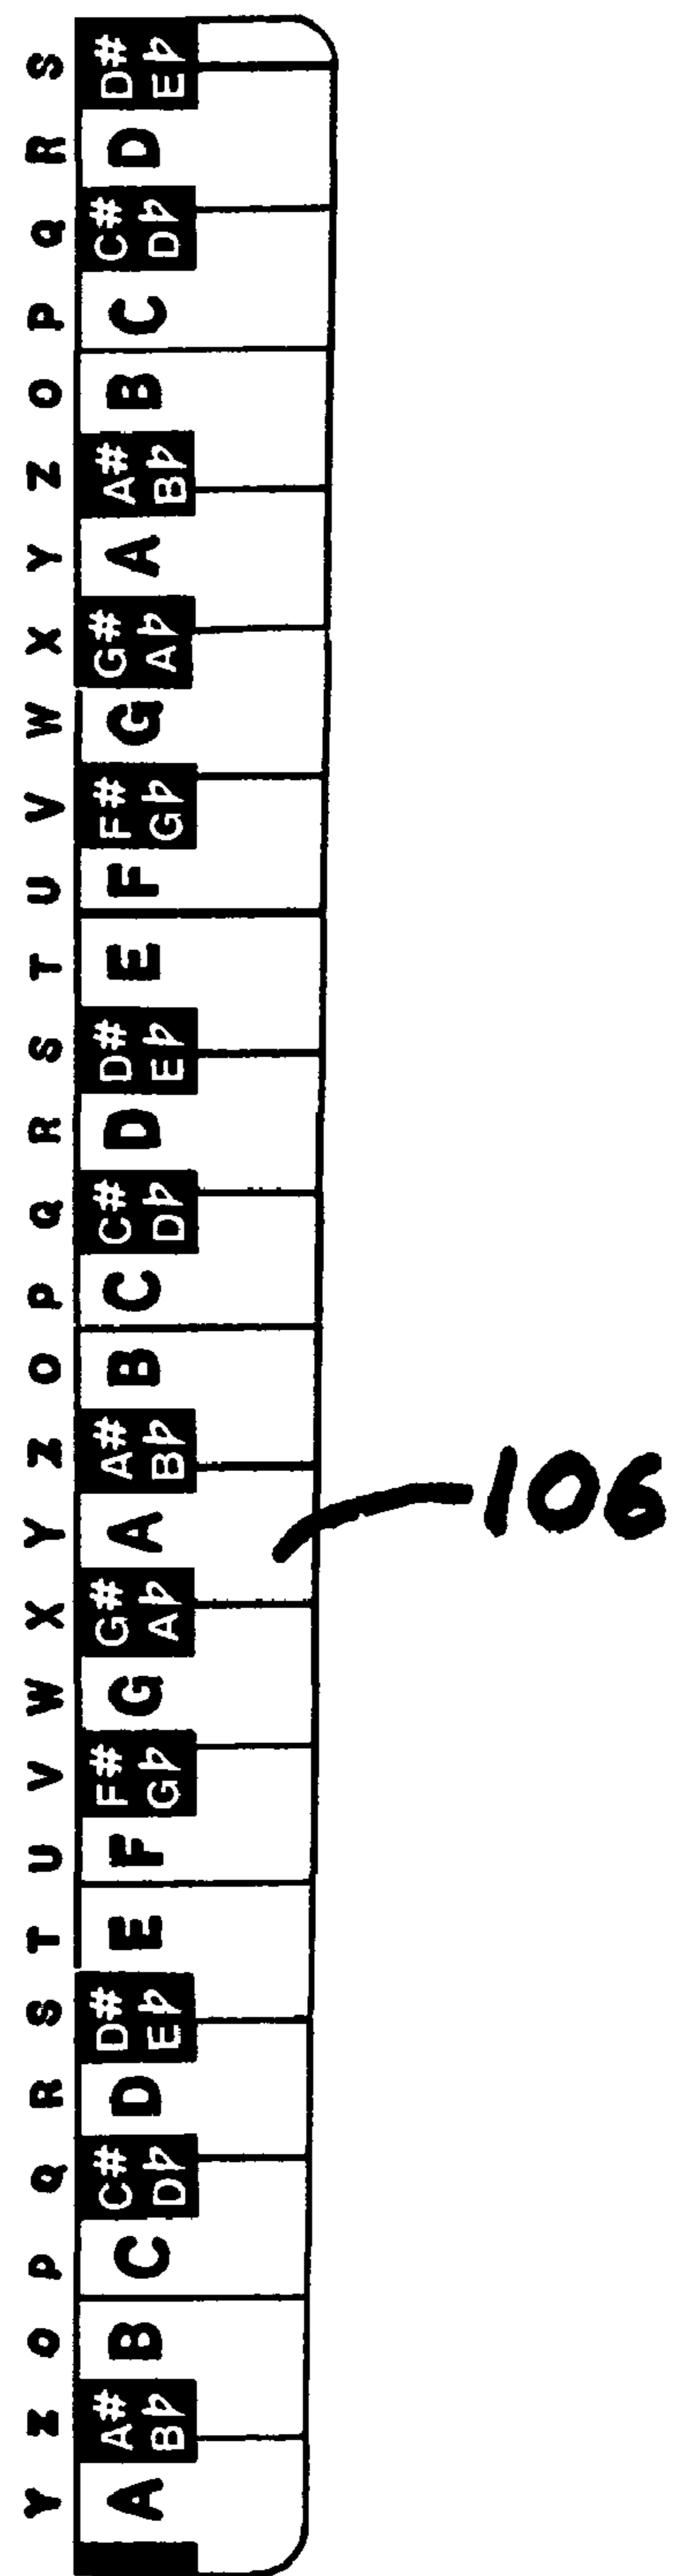 Y Z O P Q R S T U V W X Y Z O P Q R S T U V W X Y Z O P Q R S
A A# B C C# D D# E F F# G G# A A# B C C# D D# E F F# G G# A A# B C C# D D#
B♭ D♭ E♭ G♭ A♭ B♭ D♭ E♭ G♭ A♭ B♭ D♭ E♭
106